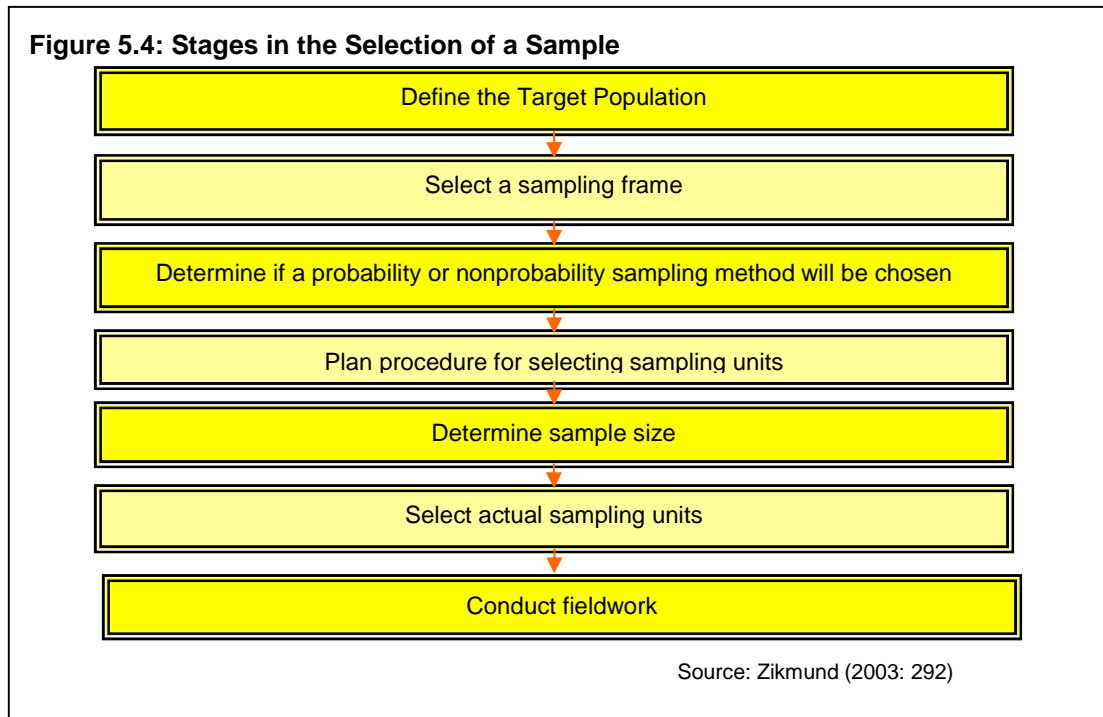 Figure 5.4: Stages in the Selection of a Sample
Define the Target Population
Select a sampling frame
Determine if a probability or nonprobability sampling method will be chosen
Plan procedure for selecting sampling units
Determine sample size
Select actual sampling units
Conduct fieldwork
Source: Zikmund (2003: 292)